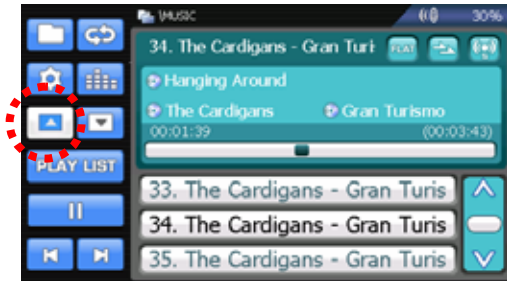 \MUSIC 30%
34. The Cardigans - Gran Turi PLAY
Hanging Around
The Cardigans Gran Turismo
00:01:39 (00:03:43)
PLAY LIST
33. The Cardigans - Gran Turis
34. The Cardigans - Gran Turis
35. The Cardigans - Gran Turis